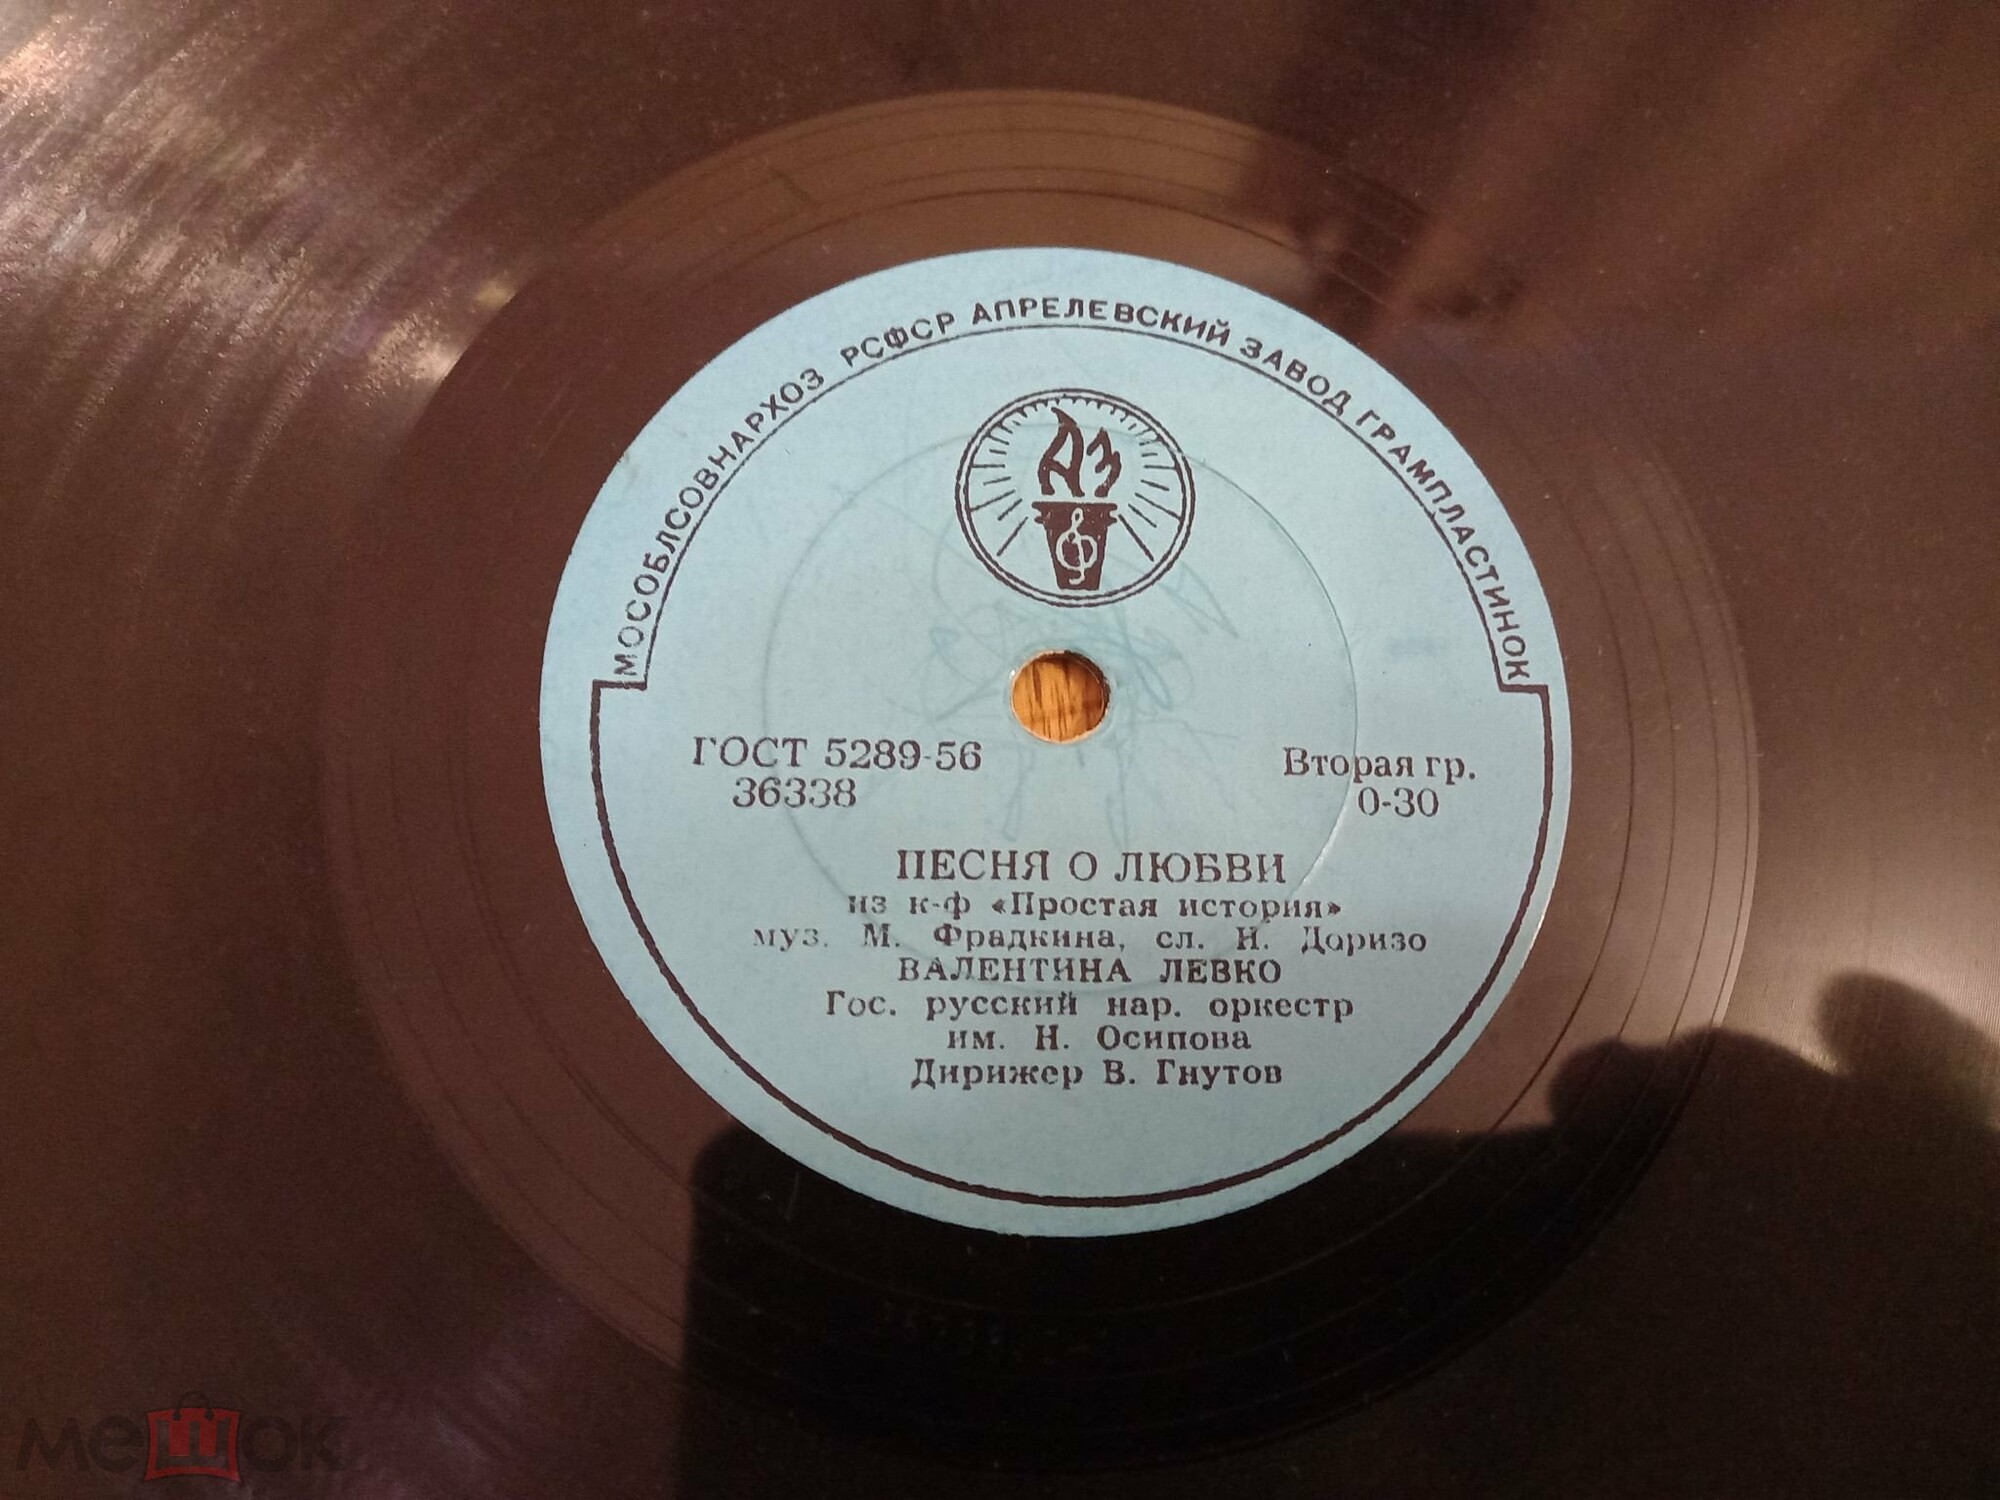 МОСОБЛСОВНАРХОЗ РСФСР АПРЕЛЕВСКИЙ ЗАВОД ГРАМПЛАСТИНОК
АЗ
ГОСТ 5289-56
36338
Вторая гр.
0-30
ПЕСНЯ О ЛЮБВИ
из к-ф «Простая история»
муз. М. Фрадкина, сл. Н. Доризо
ВАЛЕНТИНА ЛЕВКО
Гос. русский нар. оркестр
им. Н. Осипова
Дирижер В. Гнутов
мешок